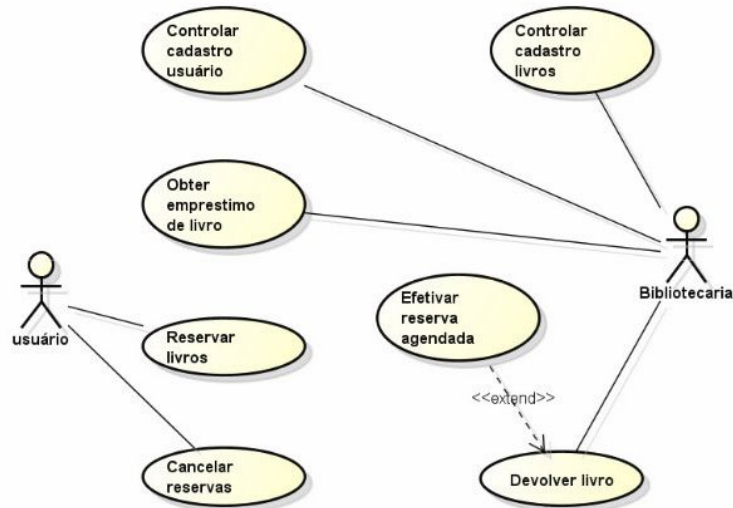 Controlar
cadastro
usuário
Controlar
cadastro
livros
Obter
emprestimo
de livro
Bibliotecaria
Efetivar
reserva
agendada
usuário
Reservar
livros
<<extend>>
Cancelar
reservas
Devolver livro